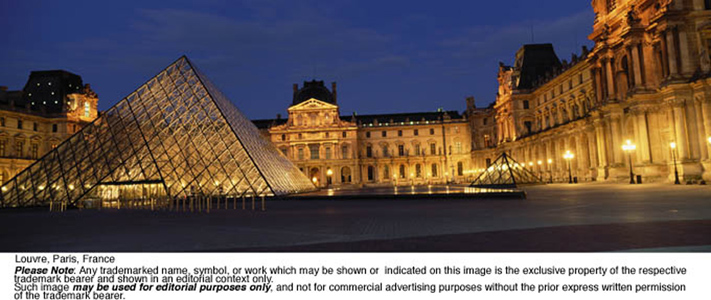 Louvre, Paris, France
Please Note: Any trademarked name, symbol, or work which may be shown or indicated on this image is the exclusive property of the respective
trademark bearer and shown in an editorial context only.
Such image may be used for editorial purposes only, and not for commercial advertising purposes without the prior express written permission
of the trademark bearer.